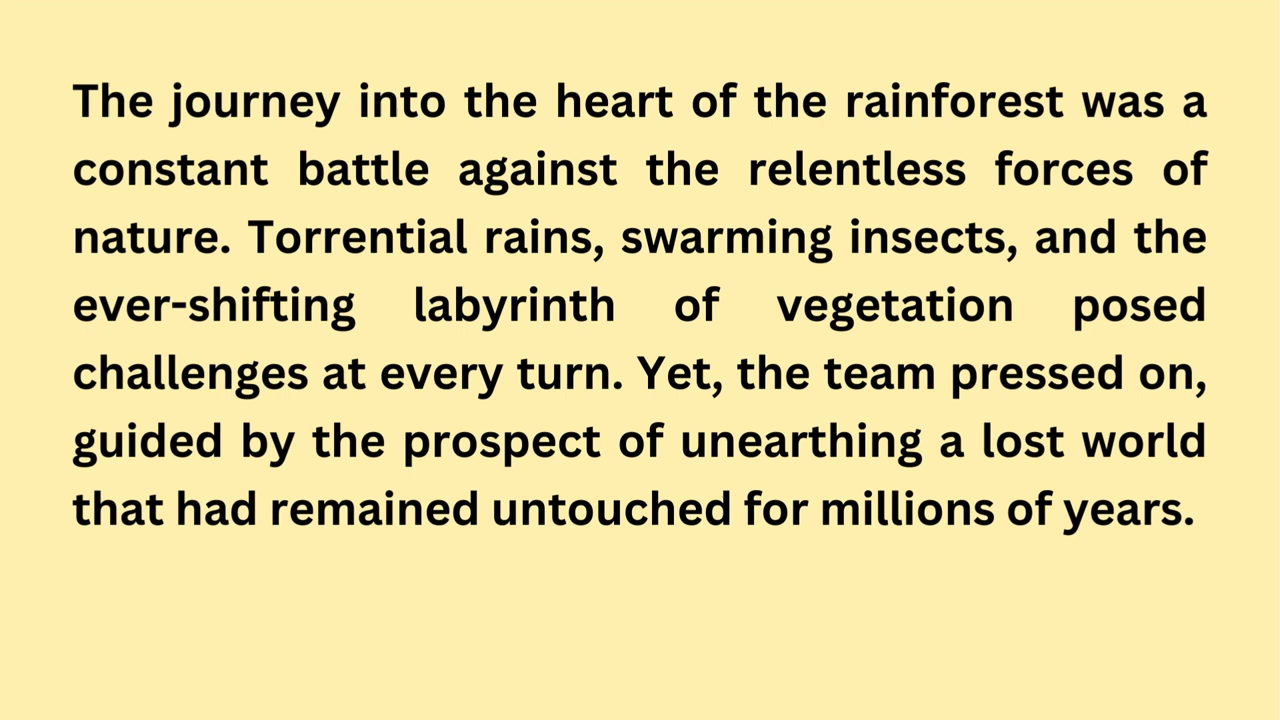 The journey into the heart of the rainforest was a
constant battle against the relentless forces of
nature. Torrential rains, swarming insects, and the
ever-shifting labyrinth of vegetation posed
challenges at every turn. Yet, the team pressed on,
guided by the prospect of unearthing a lost world
that had remained untouched for millions of years.